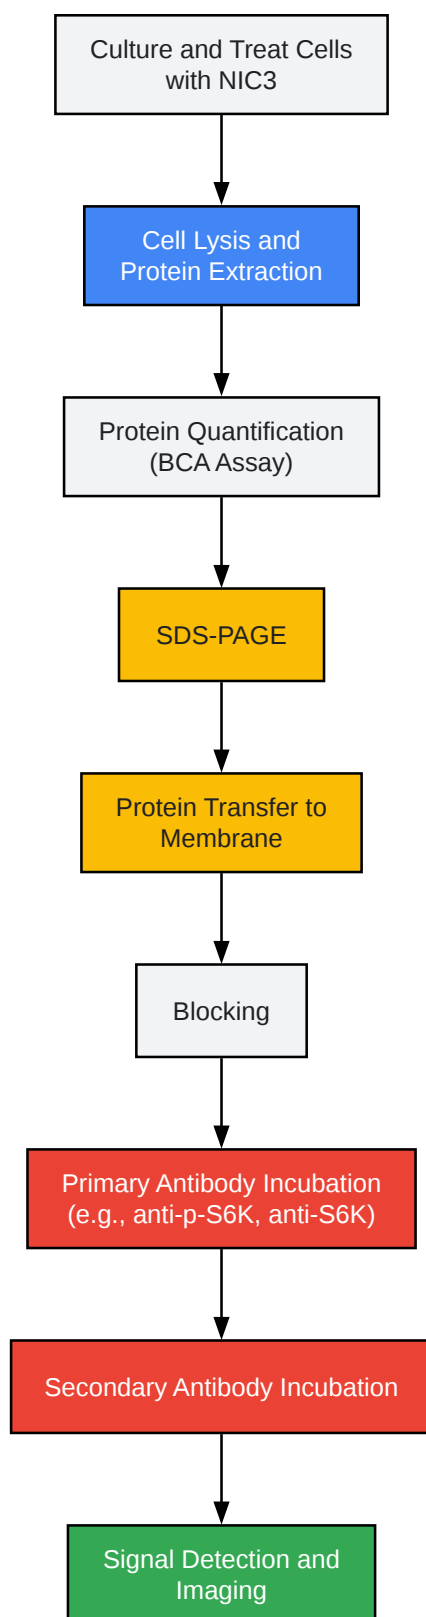 Culture and Treat Cells
with NIC3
Cell Lysis and
Protein Extraction
Protein Quantification
(BCA Assay)
SDS-PAGE
Protein Transfer to
Membrane
Blocking
Primary Antibody Incubation
(e.g., anti-p-S6K, anti-S6K)
Secondary Antibody Incubation
Signal Detection and
Imaging